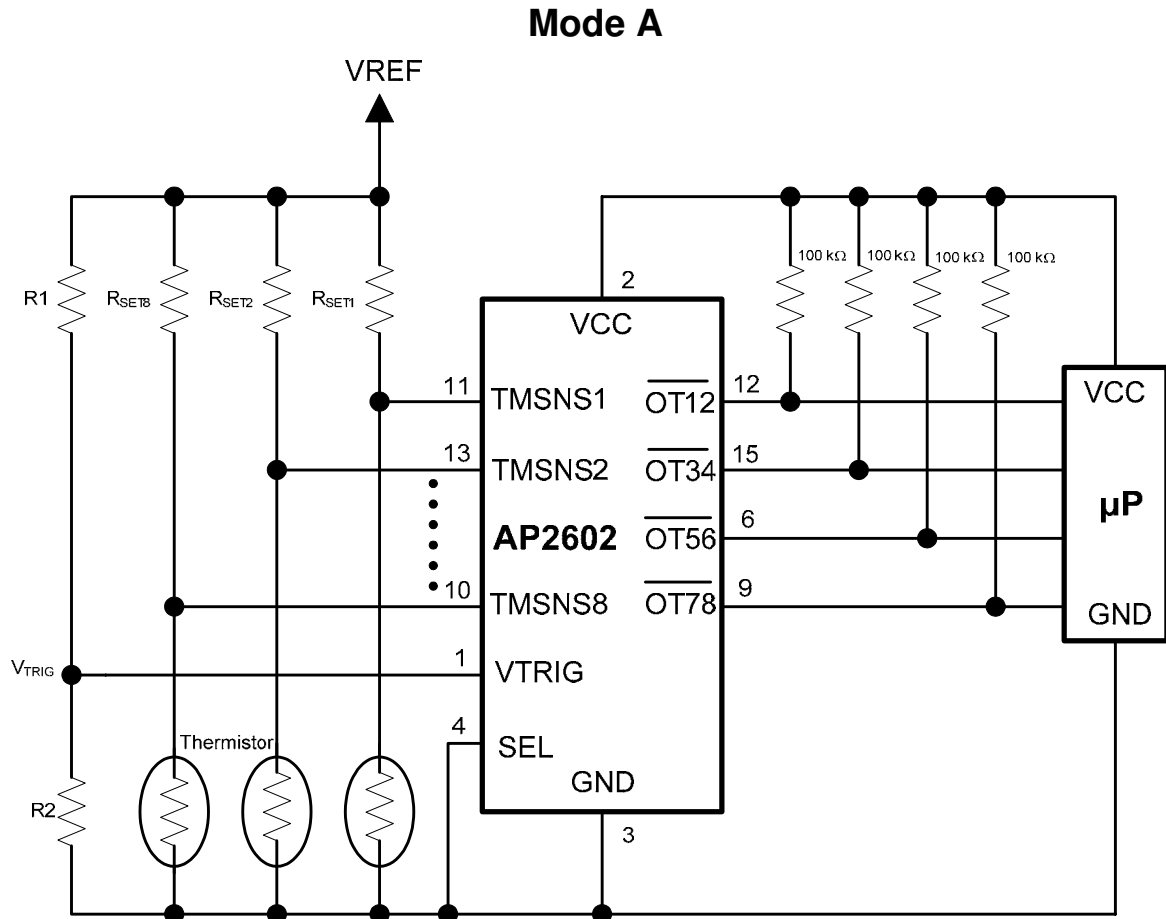 Mode A
VREF
R1
RSET8
RSET2
RSET1
100 kΩ
100 kΩ
100 kΩ
100 kΩ
2
VCC
11
TMSNS1
OT12
12
VCC
13
TMSNS2
OT34
15
AP2602
OT56
6
µP
10
TMSNS8
OT78
9
GND
VTRIG
1
VTRIG
4
SEL
Thermistor
GND
R2
3